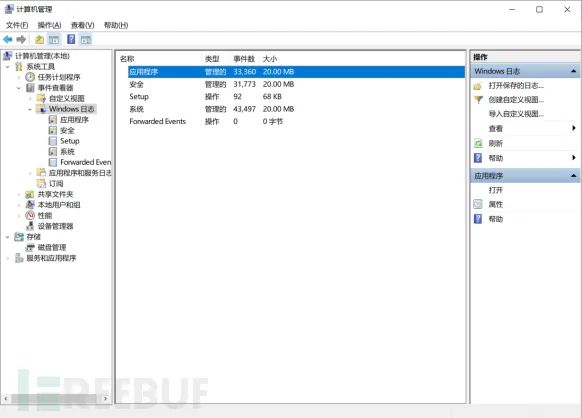 计算机管理
文件(F) 操作(A) 查看(V) 帮助(H)
计算机管理(本地)
系统工具
任务计划程序
事件查看器
自定义视图
Windows 日志
应用程序
安全
Setup
系统
Forwarded Even
应用程序和服务日志
订阅
共享文件夹
本地用户和组
性能
设备管理器
存储
磁盘管理
服务和应用程序
名称 类型 事件数 大小
应用程序 管理的 33,360 20.00 MB
安全 管理的 31,773 20.00 MB
Setup 操作 92 68 KB
系统 管理的 43,497 20.00 MB
Forwarded Events 操作 0 0 字节
操作
Windows 日志
打开保存的日志...
创建自定义视图...
导入自定义视图...
查看
刷新
帮助
应用程序
打开
属性
帮助
FREEBUF